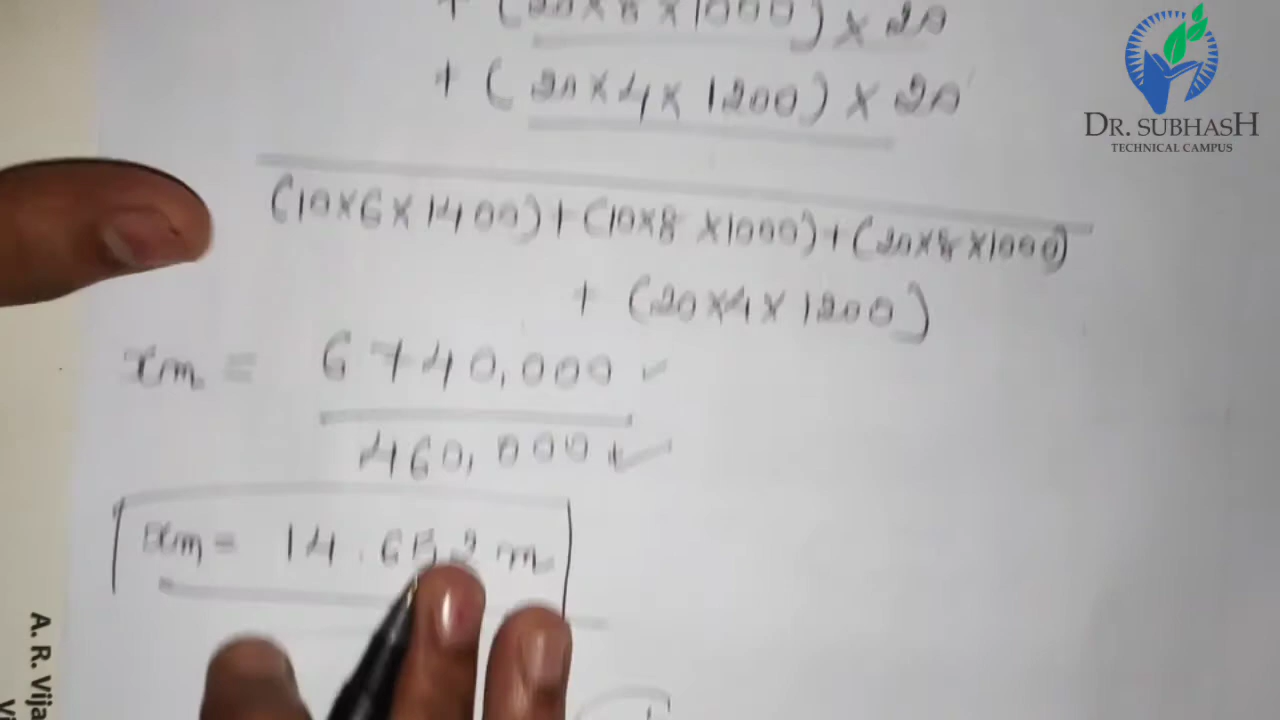 + (20×8×1000) × 20
+ (20×4×1200) × 20
DR. SUBHASH
TECHNICAL CAMPUS
(10×6×1400)+(10×8×1000)+(20×8×1000)
+ (20×4×1200)
xm = 6740,000
460,000
xm = 14.652 m
A. R. Vija